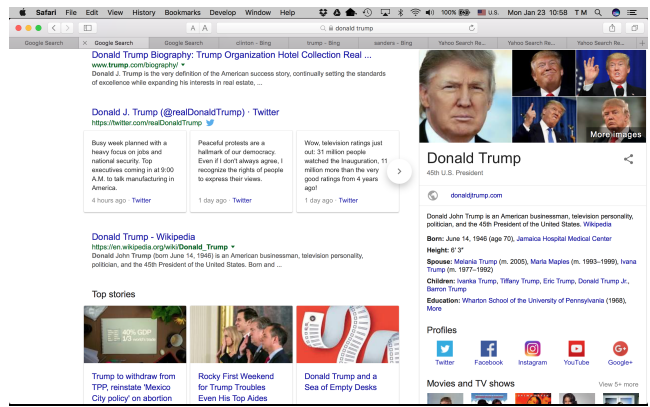 Safari File Edit View History Bookmarks Develop Window Help 100% U.S. Mon Jan 23 10:58 T M
A A donald trump
Google Search Google Search Google Search clinton - Bing trump - Bing sanders - Bing Yahoo Search Re... Yahoo Search Re... Yahoo Search Re...
Donald Trump Biography: Trump Organization Hotel Collection Real ...
www.trump.com/biography/
Donald J. Trump is the very definition of the American success story, continually setting the standards
of excellence while expanding his interests in real estate, ...
Donald J. Trump (@realDonaldTrump) · Twitter
https://twitter.com/realDonaldTrump
Busy week planned with a
heavy focus on jobs and
national security. Top
executives coming in at 9:00
A.M. to talk manufacturing in
America.
4 hours ago · Twitter
Peaceful protests are a
hallmark of our democracy.
Even if I don't always agree, I
recognize the rights of people
to express their views.
1 day ago · Twitter
Wow, television ratings just
out: 31 million people
watched the Inauguration, 11
million more than the very
good ratings from 4 years
ago!
1 day ago · Twitter
Donald Trump - Wikipedia
https://en.wikipedia.org/wiki/Donald_Trump
Donald John Trump (born June 14, 1946) is an American businessman, television personality,
politician, and the 45th President of the United States. Born and ...
Top stories
40% GDP
1/3
Trump to withdraw from
TPP, reinstate 'Mexico
City policy' on abortion
Rocky First Weekend
for Trump Troubles
Even His Top Aides
Donald Trump and a
Sea of Empty Desks
More images
Donald Trump
45th U.S. President
donaldjtrump.com
Donald John Trump is an American businessman, television personality,
politician, and the 45th President of the United States. Wikipedia
Born: June 14, 1946 (age 70), Jamaica Hospital Medical Center
Height: 6' 3"
Spouse: Melania Trump (m. 2005), Marla Maples (m. 1993–1999), Ivana
Trump (m. 1977–1992)
Children: Ivanka Trump, Tiffany Trump, Eric Trump, Donald Trump Jr.,
Barron Trump
Education: Wharton School of the University of Pennsylvania (1968),
More
Profiles
Twitter Facebook Instagram YouTube Google+
Movies and TV shows View 5+ more